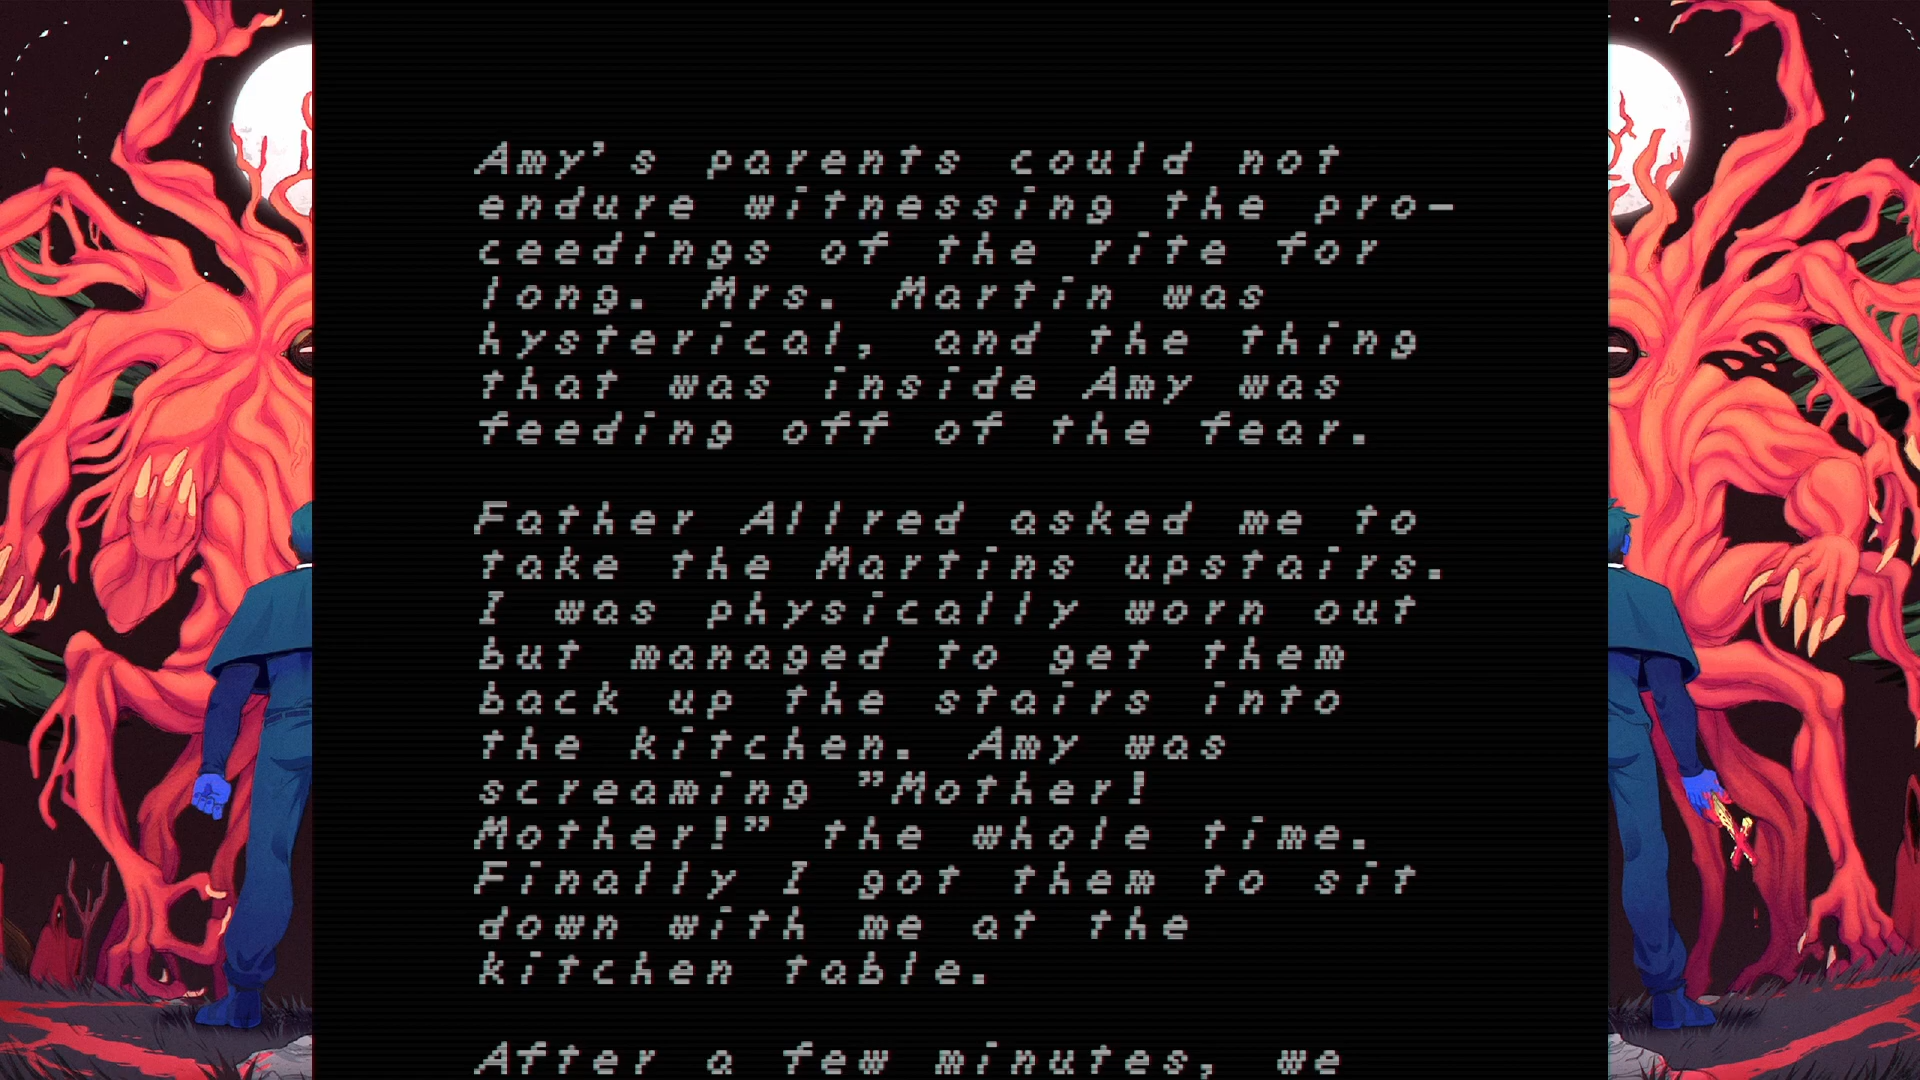 Amy's parents could not
endure witnessing the pro-
ceedings of the rite for
long. Mrs. Martin was
hysterical, and the thing
that was inside Amy was
feeding off of the fear.
Father Allred asked me to
take the Martins upstairs.
I was physically worn out
but managed to get them
back up the stairs into
the kitchen. Amy was
screaming "Mother!
Mother!" the whole time.
Finally I got them to sit
down with me at the
kitchen table.
After a few minutes, we